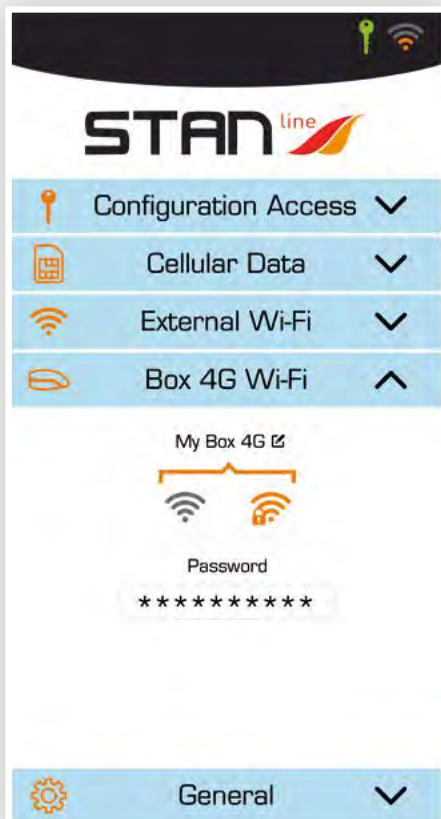 STAN line
Configuration Access
Cellular Data
External Wi-Fi
Box 4G Wi-Fi
My Box 4G
Password
**********
General